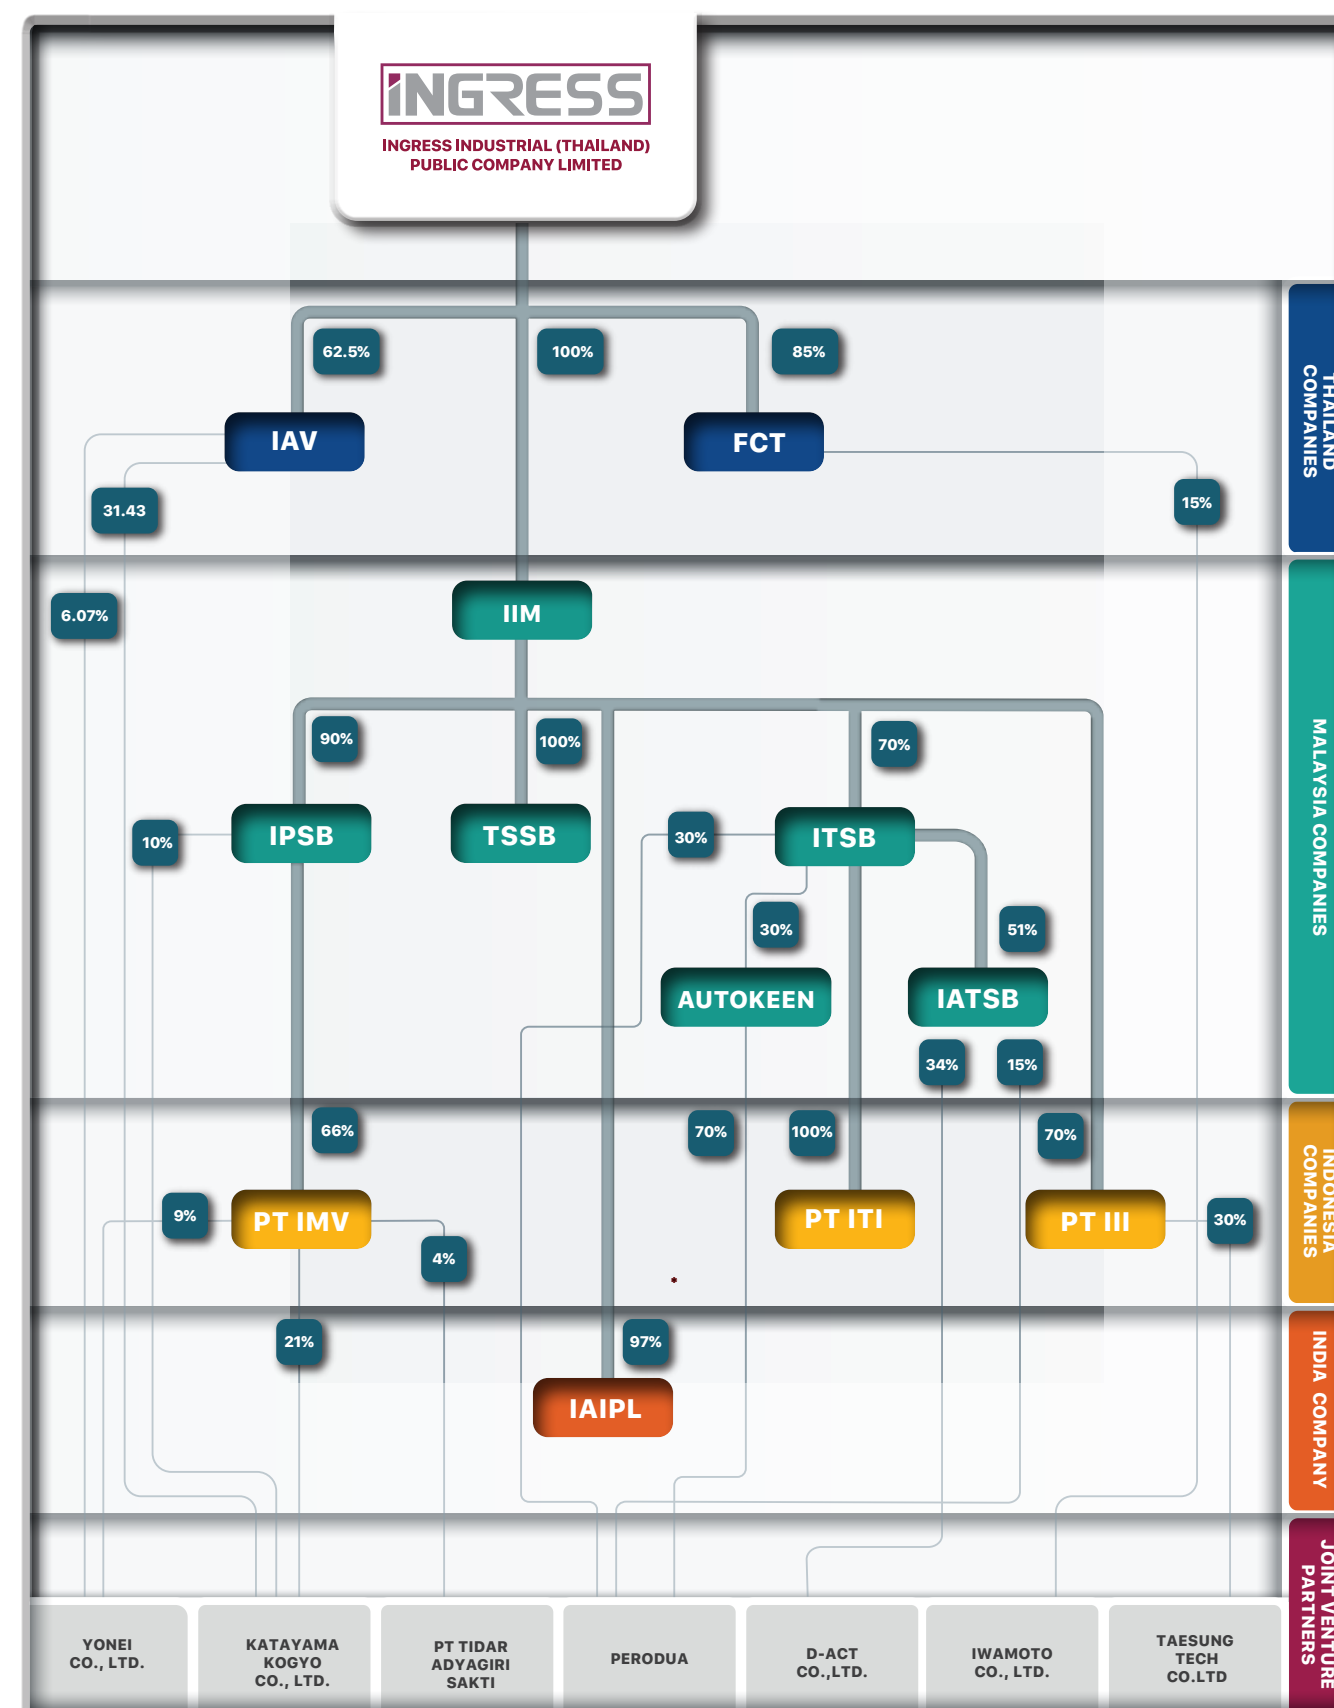 INGRESS
INGRESS INDUSTRIAL (THAILAND)
PUBLIC COMPANY LIMITED
62.5%
100%
85%
THAILAND
COMPANIES
IAV
FCT
31.43
15%
6.07%
IIM
MALAYSIA COMPANIES
90%
100%
70%
10%
IPSB
TSSB
30%
ITSB
30%
51%
AUTOKEEN
IATSB
34%
15%
66%
70%
100%
70%
INDONESIA
COMPANIES
9%
PT IMV
4%
PT ITI
PT III
30%
*
21%
97%
INDIA COMPANY
IAIPL
JOINT VENTURE
PARTNERS
YONEI
CO., LTD.
KATAYAMA
KOGYO
CO., LTD.
PT TIDAR
ADYAGIRI
SAKTI
PERODUA
D-ACT
CO.,LTD.
IWAMOTO
CO., LTD.
TAESUNG
TECH
CO.LTD